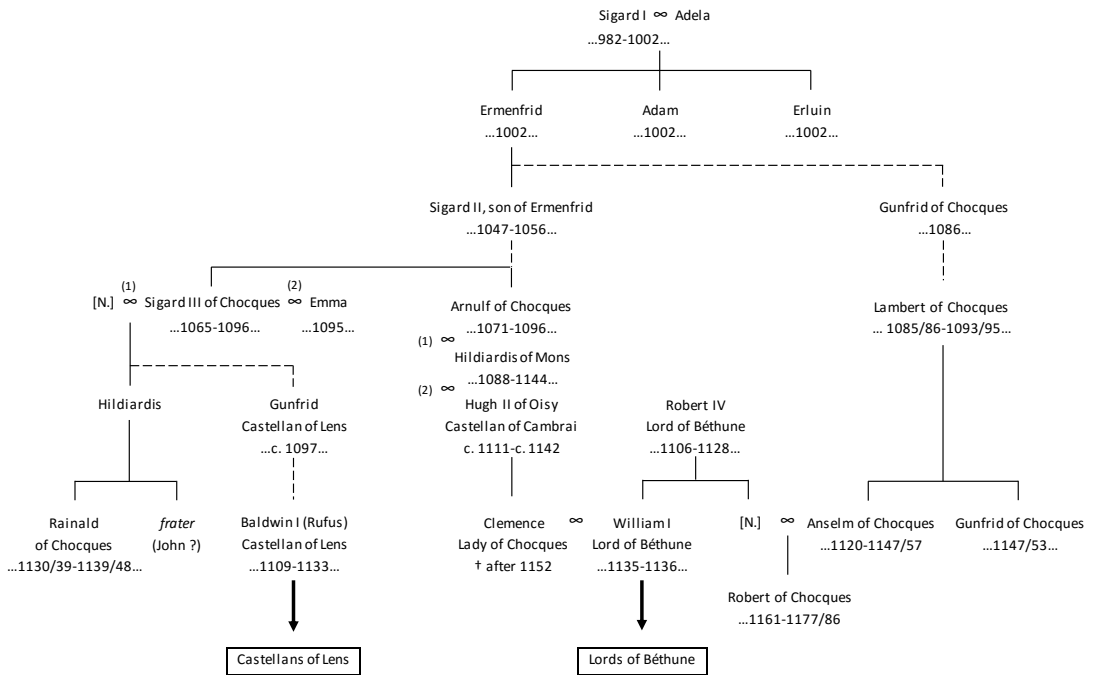 Sigard I ∞ Adela
...982-1002...
Ermenfrid
...1002...
Adam
...1002...
Erluin
...1002...
Sigard II, son of Ermenfrid
...1047-1056...
Gunfrid of Chocques
...1086...
[N.] (1) ∞ Sigard III of Chocques (2) ∞ Emma
...1065-1096... ...1095...
Arnulf of Chocques
...1071-1096...
(1) ∞
Hildiardis of Mons
...1088-1144...
(2) ∞
Hugh II of Oisy
Castellan of Cambrai
c. 1111-c. 1142
Lambert of Chocques
... 1085/86-1093/95...
Hildiardis
Gunfrid
Castellan of Lens
...c. 1097...
Robert IV
Lord of Béthune
...1106-1128...
Rainald
of Chocques
...1130/39-1139/48...
frater
(John ?)
Baldwin I (Rufus)
Castellan of Lens
...1109-1133...
Clemence ∞ William I
Lady of Chocques Lord of Béthune
† after 1152 ...1135-1136...
[N.] ∞ Anselm of Chocques
...1120-1147/57
Gunfrid of Chocques
...1147/53...
Robert of Chocques
...1161-1177/86
Castellans of Lens
Lords of Béthune